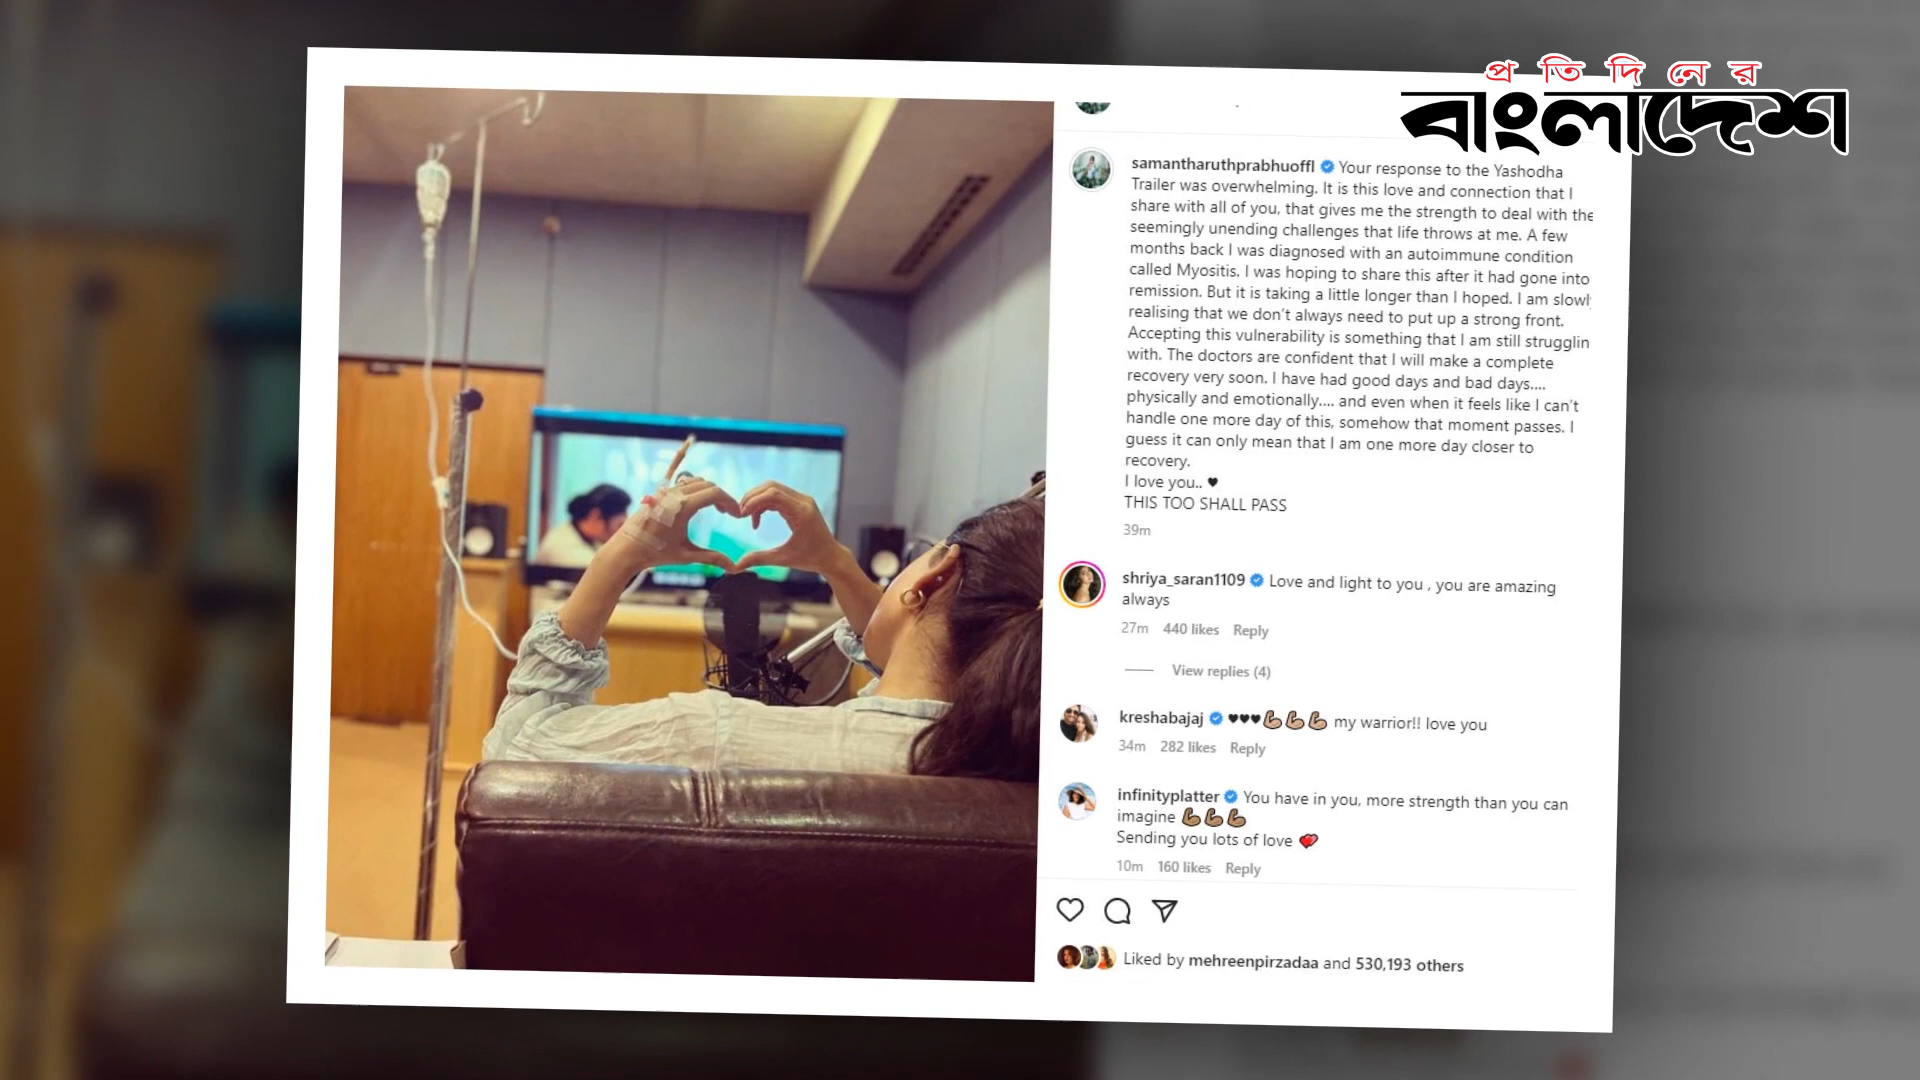 প্রতিদিনের
বাংলাদেশ
samantharuthprabhuoffl Your response to the Yashodha
Trailer was overwhelming. It is this love and connection that I
share with all of you, that gives me the strength to deal with the
seemingly unending challenges that life throws at me. A few
months back I was diagnosed with an autoimmune condition
called Myositis. I was hoping to share this after it had gone into
remission. But it is taking a little longer than I hoped. I am slowl
realising that we don't always need to put up a strong front.
Accepting this vulnerability is something that I am still strugglin
with. The doctors are confident that I will make a complete
recovery very soon. I have had good days and bad days....
physically and emotionally.... and even when it feels like I can't
handle one more day of this, somehow that moment passes. I
guess it can only mean that I am one more day closer to
recovery.
I love you.. ♥
THIS TOO SHALL PASS
39m
shriya_saran1109 Love and light to you , you are amazing
always
27m 440 likes Reply
View replies (4)
kreshabajaj ♥♥♥💪🏽💪🏽💪🏽 my warrior!! love you
34m 282 likes Reply
infinityplatter You have in you, more strength than you can
imagine 💪🏽💪🏽💪🏽
Sending you lots of love 💕
10m 160 likes Reply
Liked by mehreenpirzadaa and 530,193 others